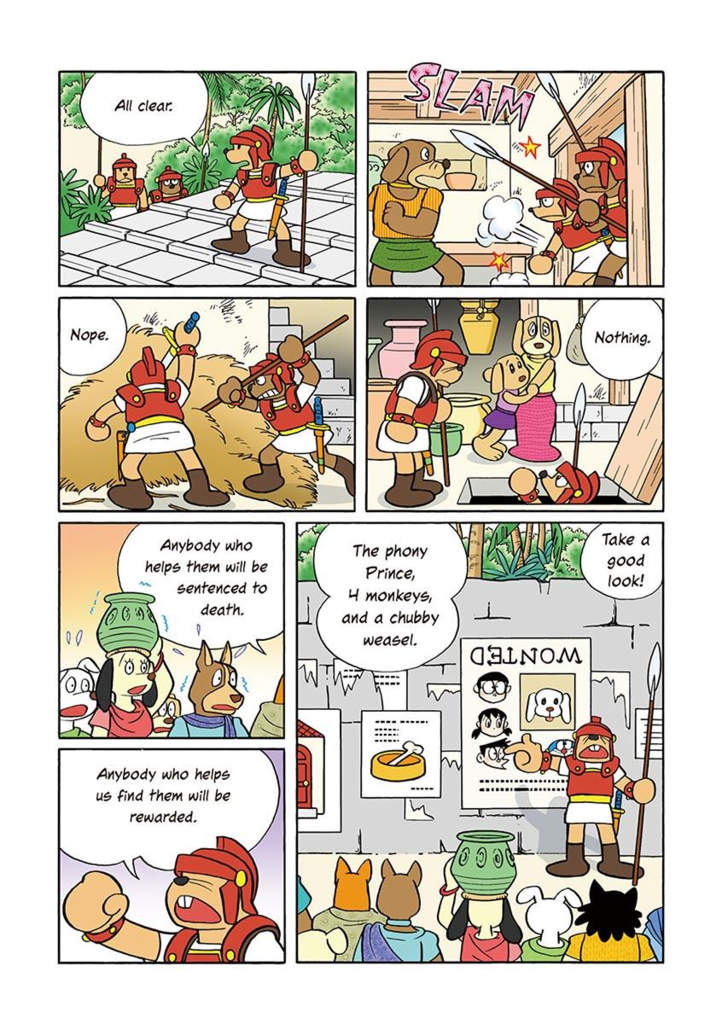 All clear.
SLAM
Nope.
Nothing.
Anybody who
helps them will be
sentenced to
death.
Anybody who helps
us find them will be
rewarded.
The phony
Prince,
4 monkeys,
and a chubby
weasel.
Take a
good
look!
WONTED